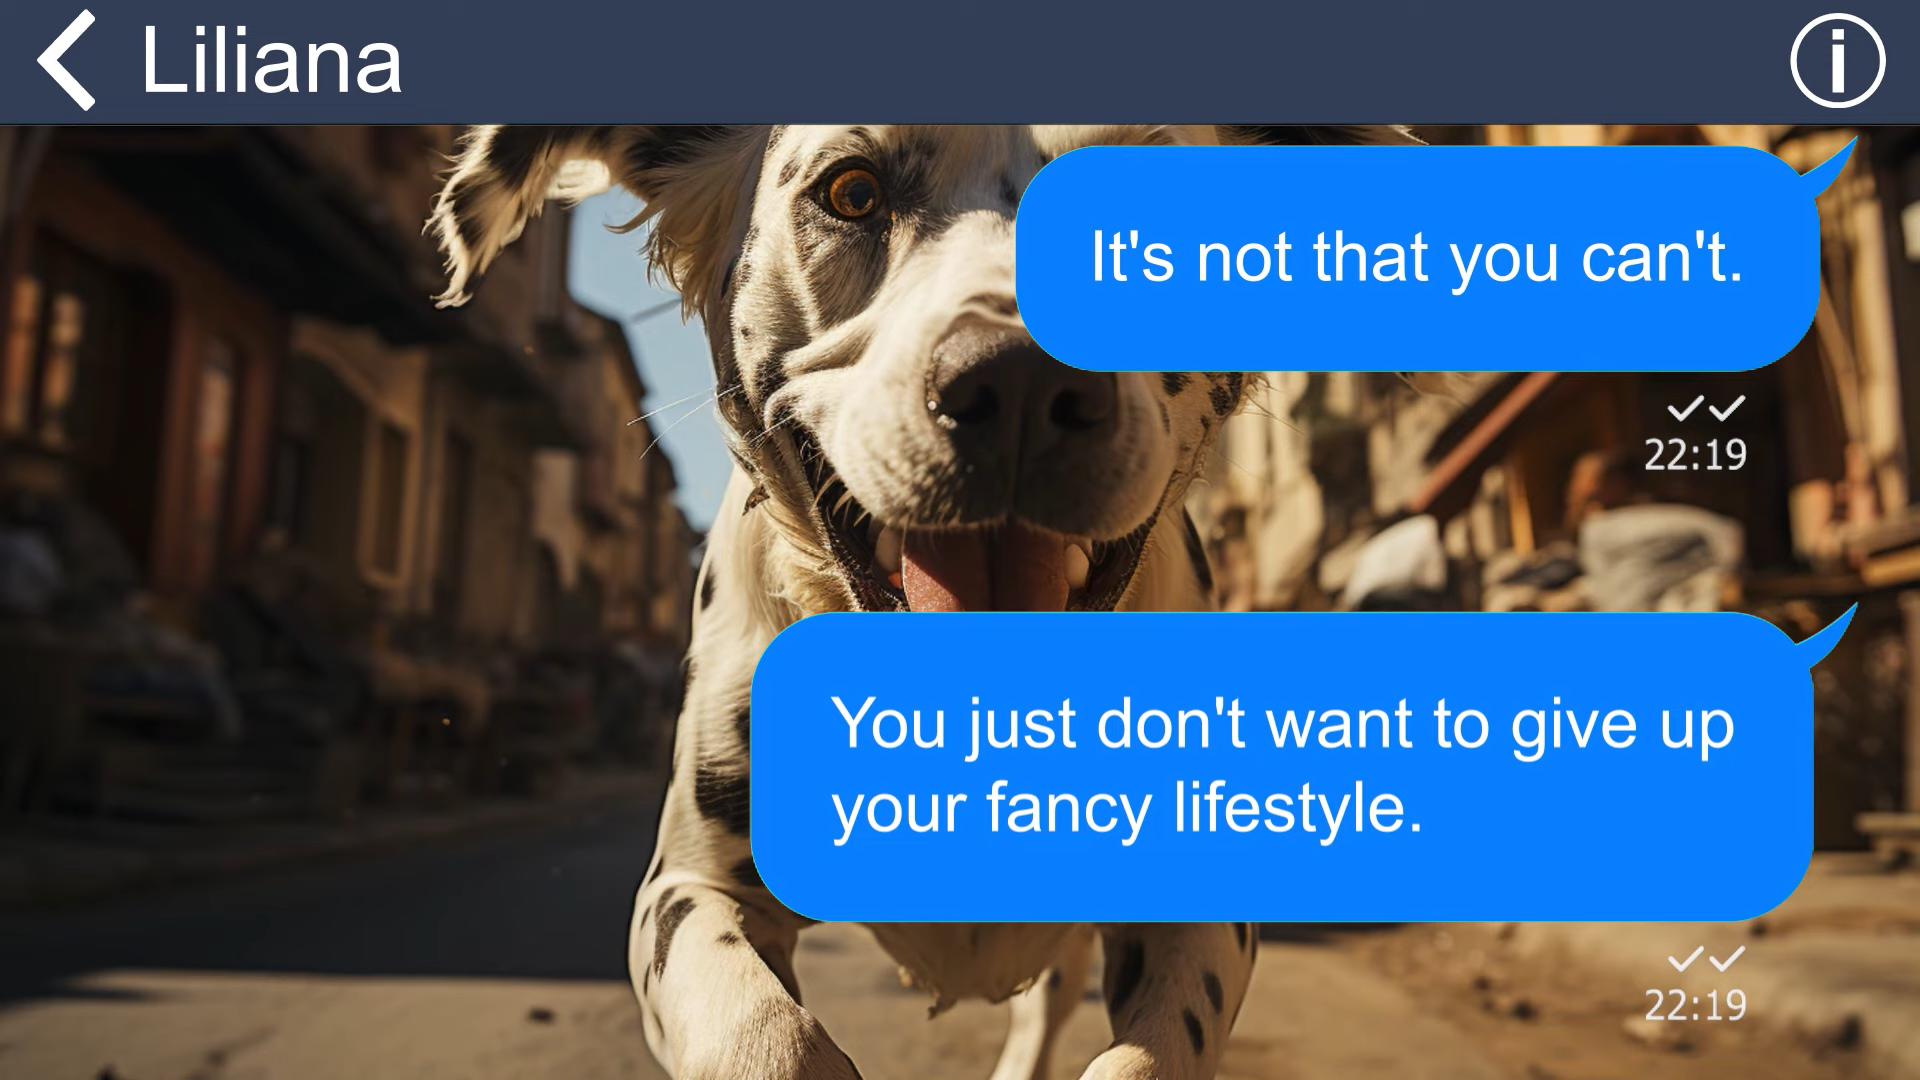 Liliana
It's not that you can't.
22:19
You just don't want to give up
your fancy lifestyle.
22:19